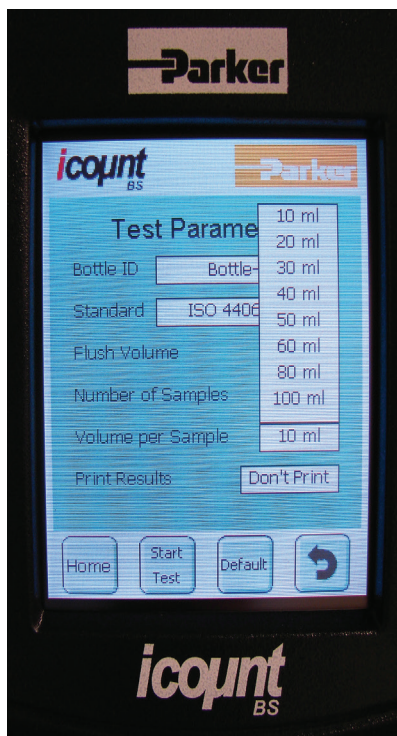 Parker
icount
BS
Parker
Test Parame
10 ml
20 ml
30 ml
40 ml
50 ml
60 ml
80 ml
100 ml
Bottle ID
Bottle-
Standard
ISO 4406
Flush Volume
Number of Samples
Volume per Sample
10 ml
Print Results
Don't Print
Home
Start
Test
Default
icount
BS